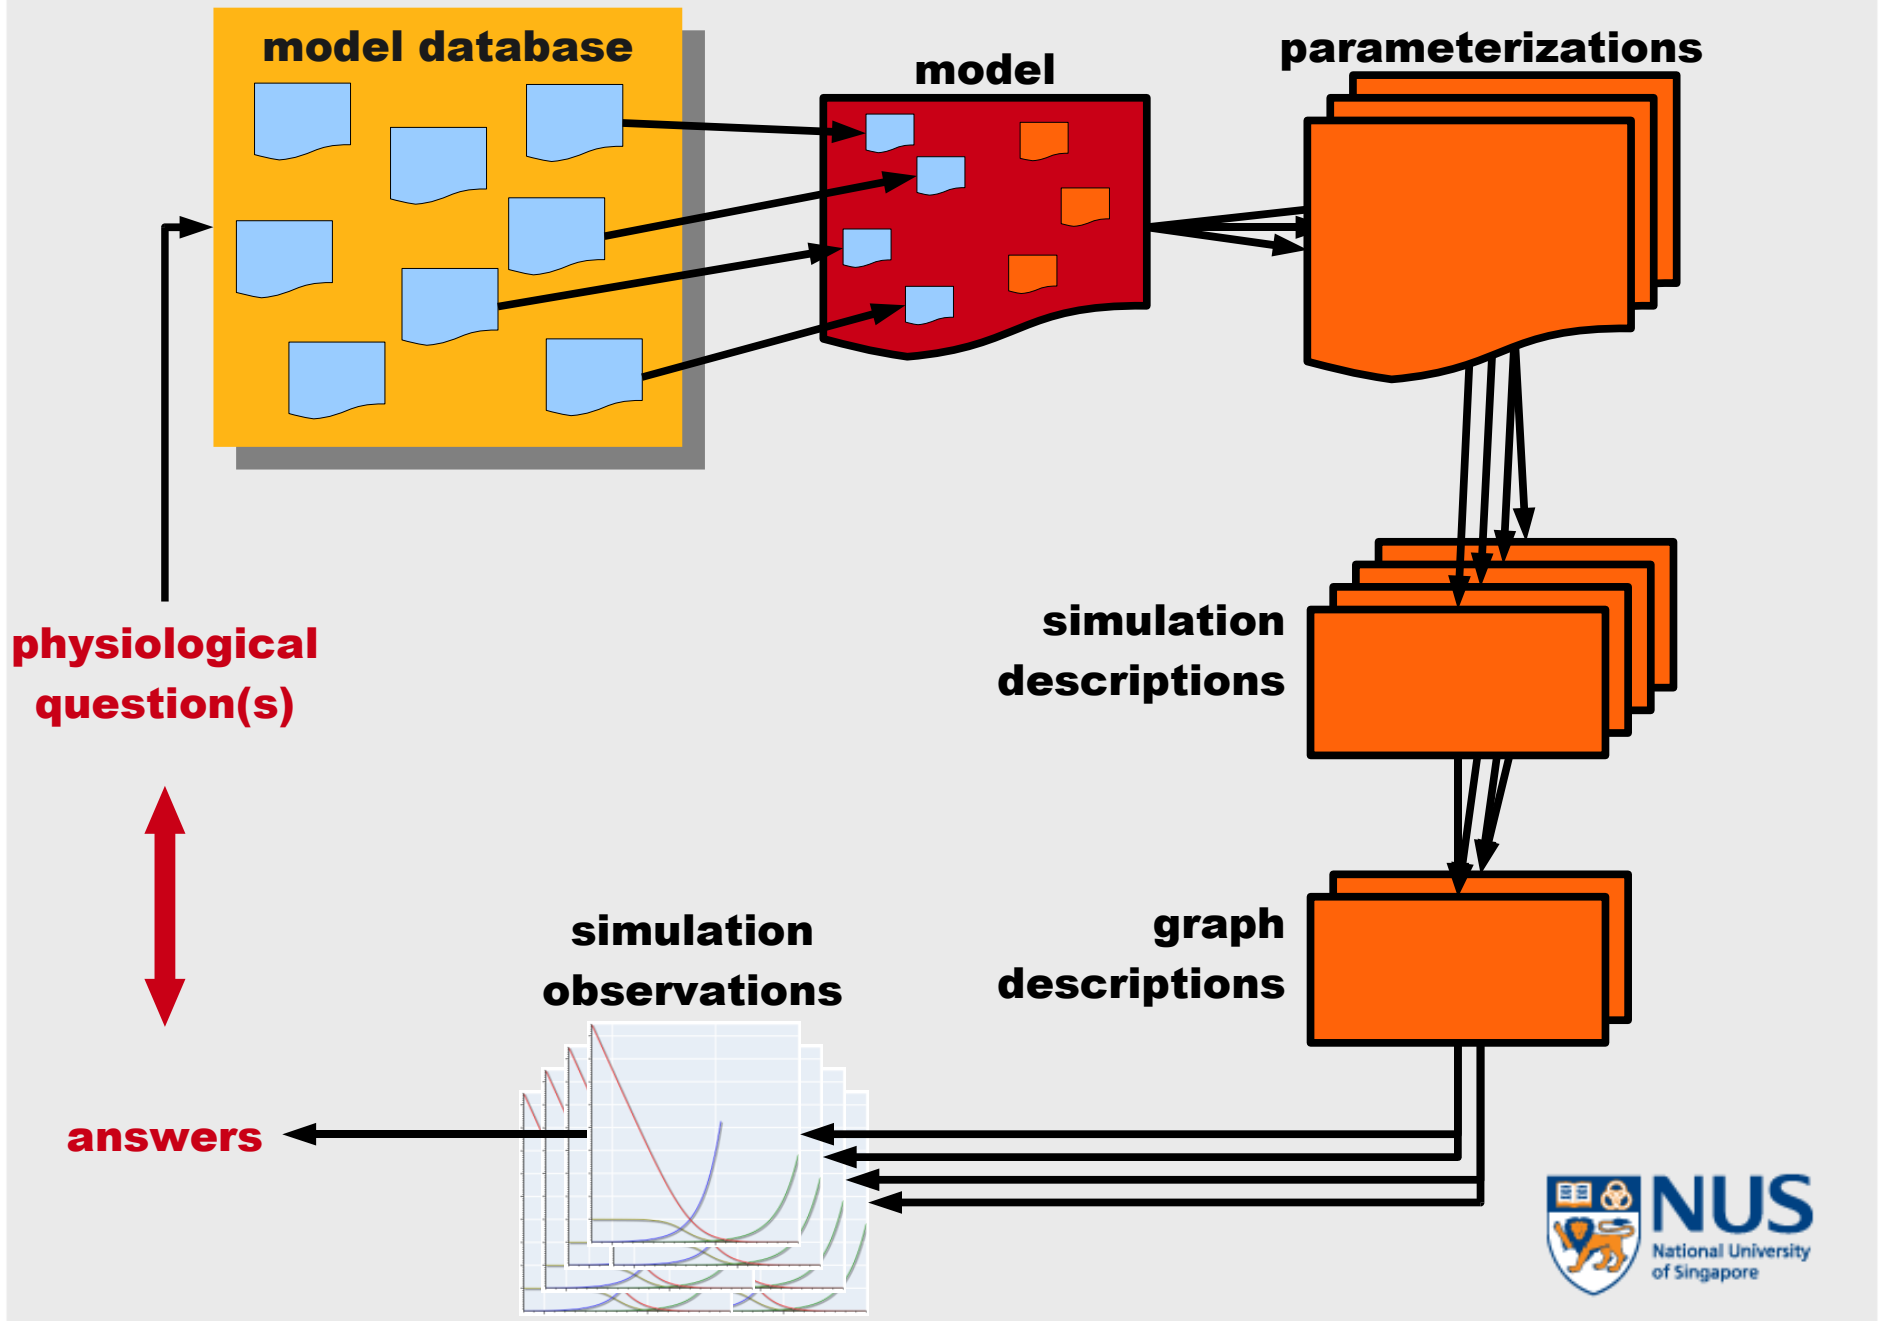 model database
model
parameterizations
physiological
question(s)
simulation
descriptions
graph
descriptions
simulation
observations
answers
NUS
National University
of Singapore